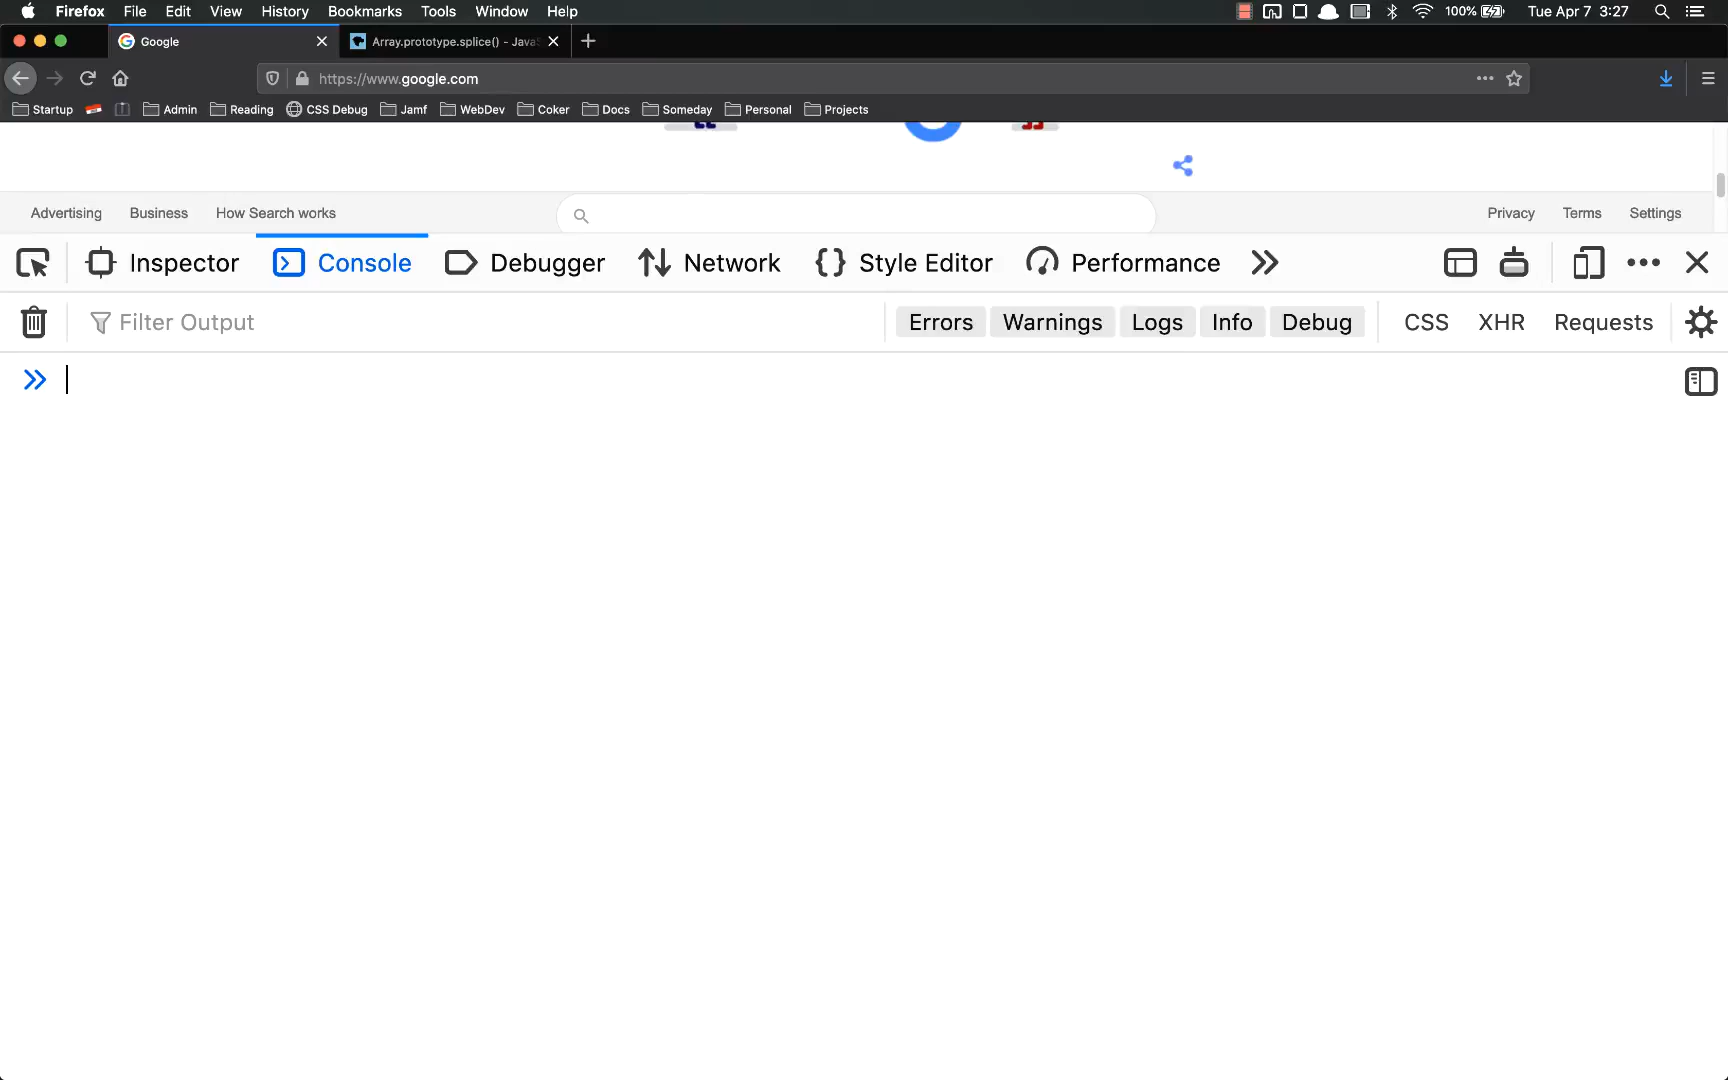 Firefox File Edit View History Bookmarks Tools Window Help 100% Tue Apr 7 3:27
Google Array.prototype.splice() - Java
https://www.google.com
Startup Admin Reading CSS Debug Jamf WebDev Coker Docs Someday Personal Projects
Advertising Business How Search works Privacy Terms Settings
Inspector Console Debugger Network Style Editor Performance
Filter Output Errors Warnings Logs Info Debug CSS XHR Requests